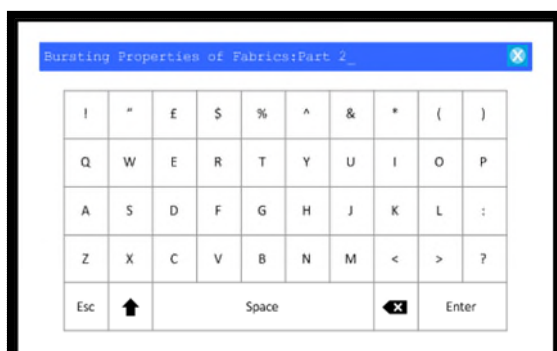 Bursting Properties of Fabrics:Part 2_
! “ £ $ % ^ & * ( )
Q W E R T Y U I O P
A S D F G H J K L :
Z X C V B N M < > ?
Esc Space Enter